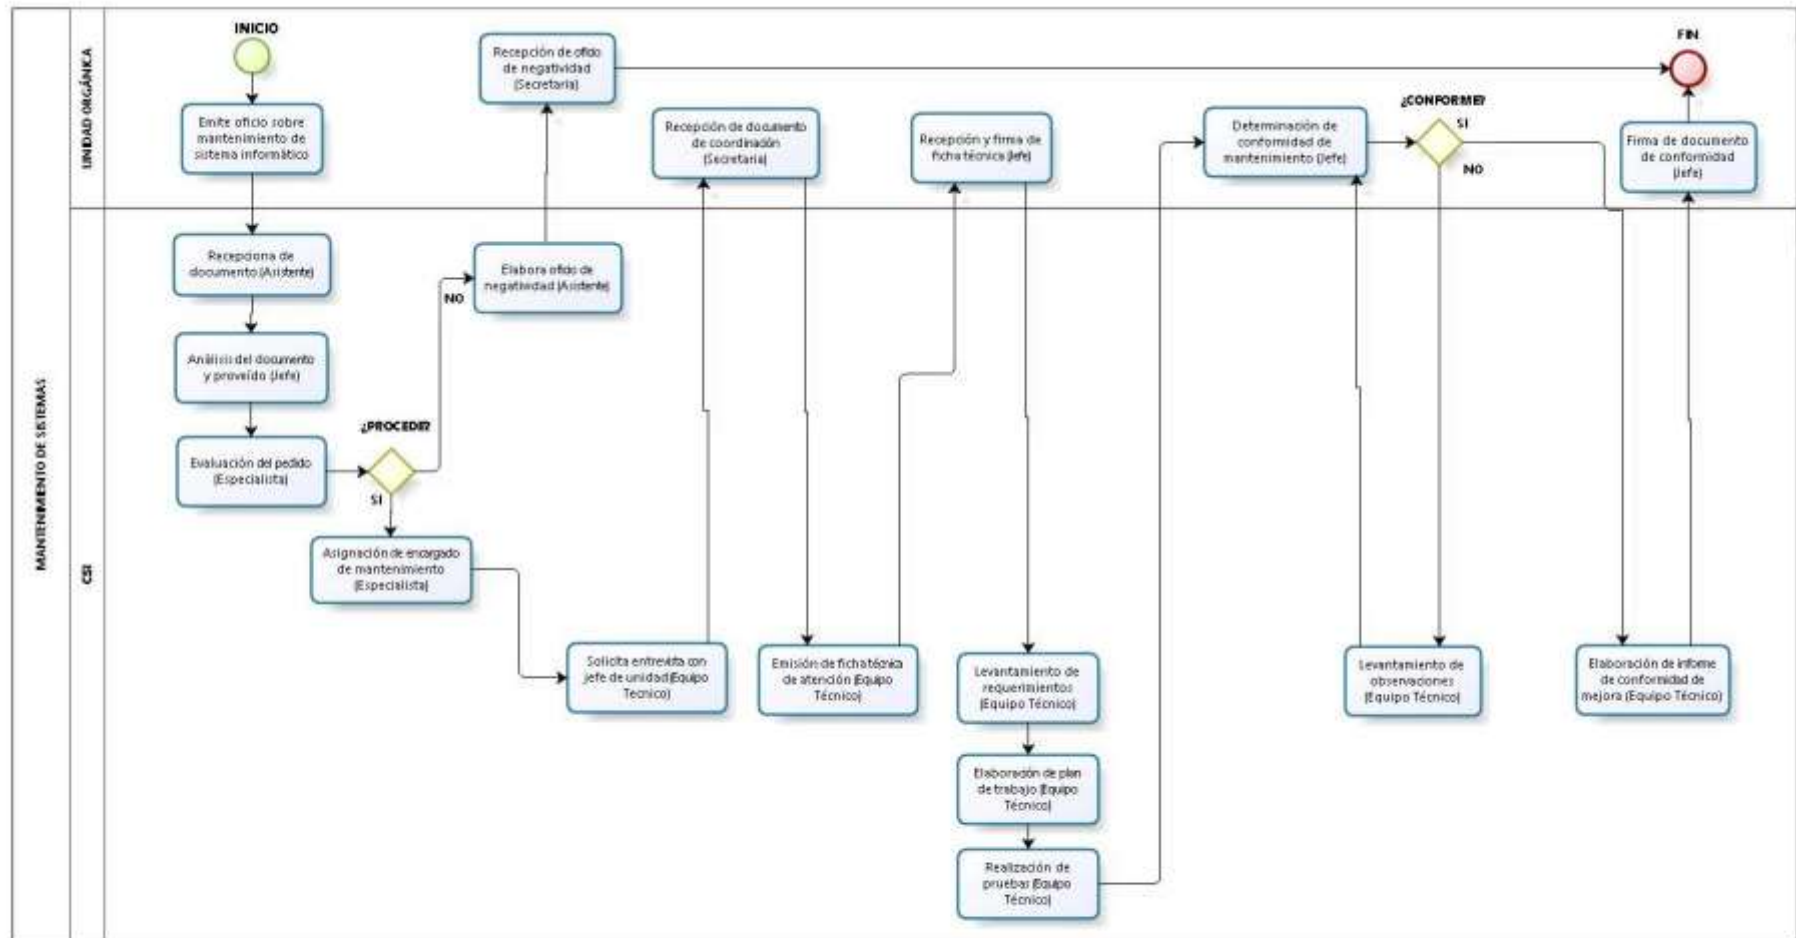 MANTENIMIENTO DE SISTEMAS
UNIDAD ORGÁNICA
INICIO
Emite oficio sobre
mantenimiento de
sistema informático
Recepción de oficio
de negatividad
(Secretaria)
Recepción de documento
de coordinación
(Secretaria)
Recepción y firma de
ficha técnica (Jefe)
Determinación de
conformidad de
mantenimiento (Jefe)
¿CONFORME?
SI
NO
FIN
Firma de documento
de conformidad
(Jefe)
CSI
Recepciona de
documento (Asistente)
Análisis del documento
y proveído (Jefe)
Evaluación del pedido
(Especialista)
¿PROCEDE?
NO
SI
Elabora oficio de
negatividad (Asistente)
Asignación de encargado
de mantenimiento
(Especialista)
Solicita entrevista con
jefe de unidad (Equipo
Tecnico)
Emisión de ficha técnica
de atención (Equipo
Técnico)
Levantamiento de
requerimientos
(Equipo Técnico)
Elaboración de plan
de trabajo (Equipo
Técnico)
Realización de
pruebas (Equipo
Técnico)
Levantamiento de
observaciones
(Equipo Técnico)
Elaboración de informe
de conformidad de
mejora (Equipo Técnico)